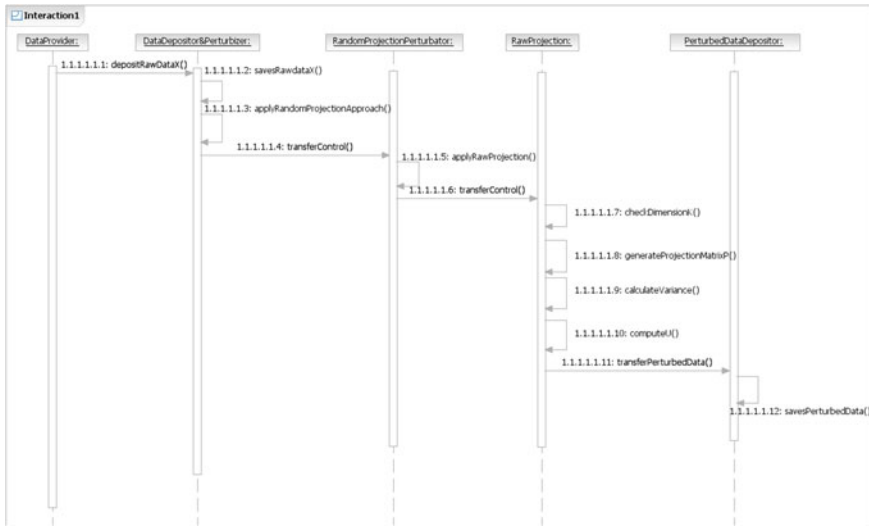 Interaction1
DataProvider:
DataDepositor&Perturbizer:
RandomProjectionPerturbator:
RawProjection:
PerturbedDataDepositor:
1.1.1.1.1.1: depositRawDataX()
1.1.1.1.1.2: savesRawdataX()
1.1.1.1.1.3: applyRandomProjectionApproach()
1.1.1.1.1.4: transferControl()
1.1.1.1.1.5: applyRawProjection()
1.1.1.1.1.6: transferControl()
1.1.1.1.1.7: checkDimensionK()
1.1.1.1.1.8: generateProjectionMatrixP()
1.1.1.1.1.9: calculateVariance()
1.1.1.1.1.10: computeU()
1.1.1.1.1.11: transferPerturbedData()
1.1.1.1.1.12: savesPerturbedData()